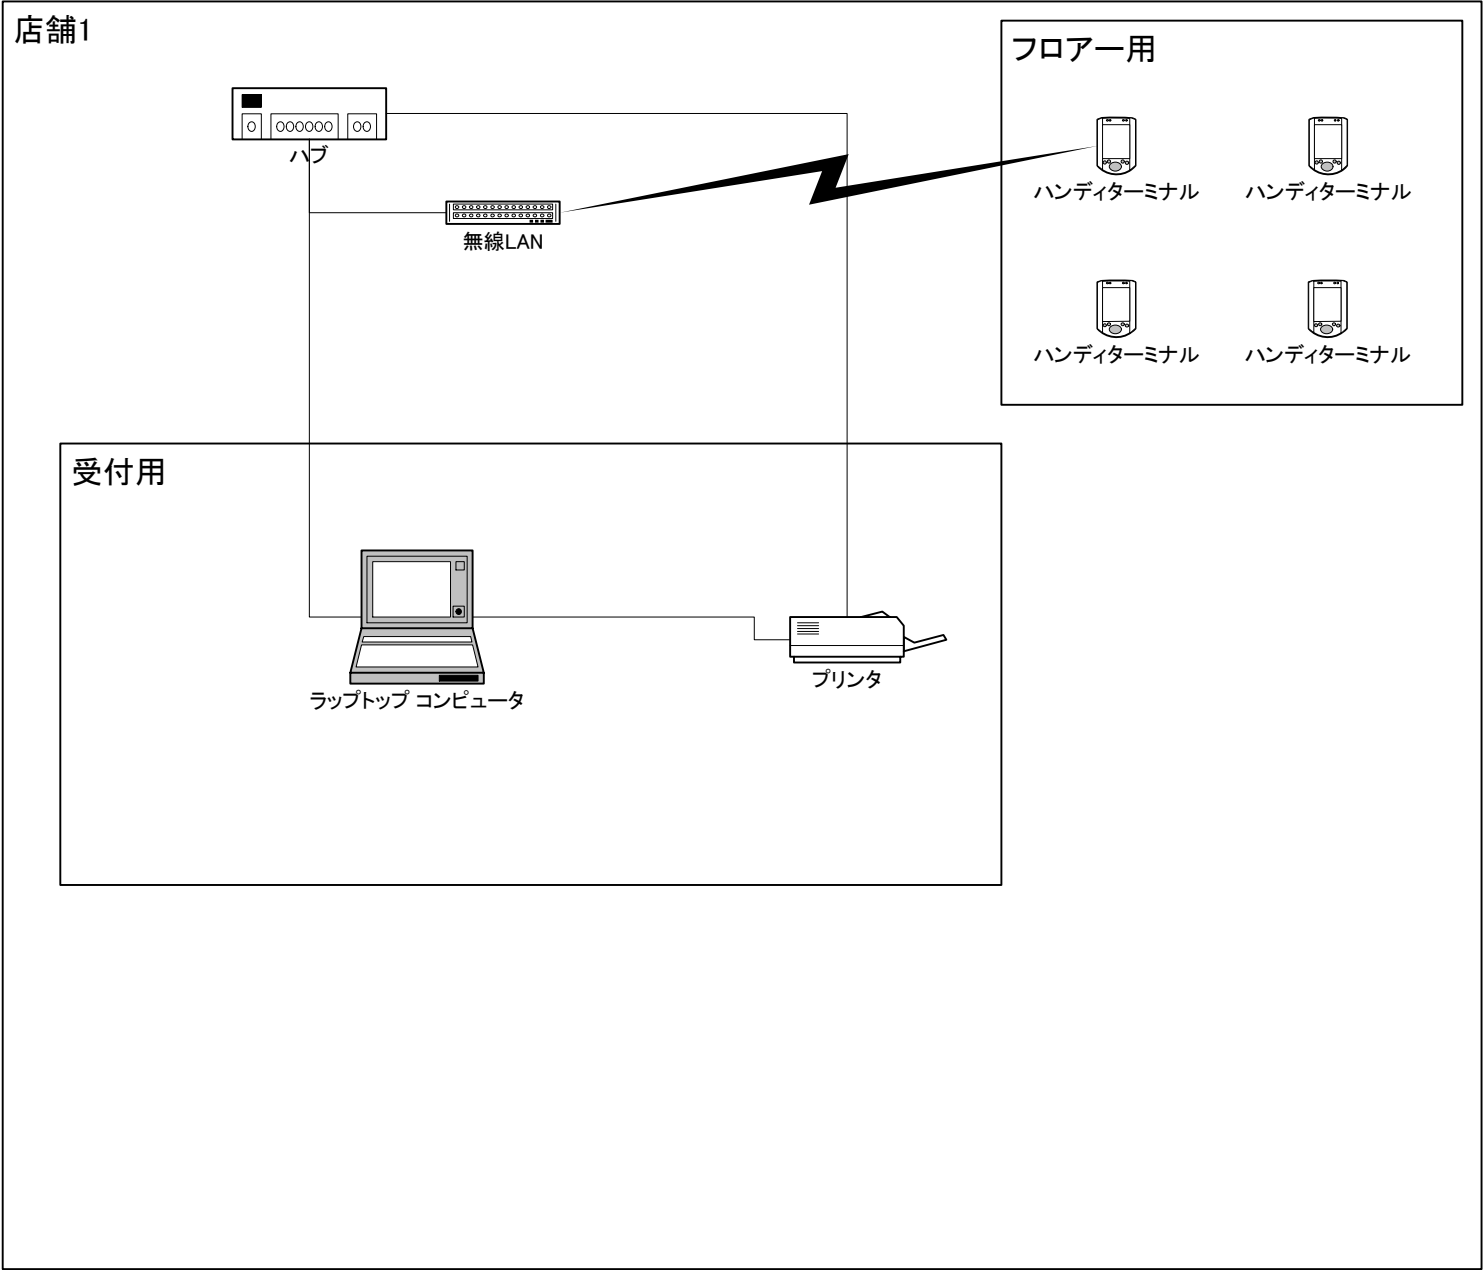 店舗1
フロアー用
ハブ
ハンディターミナル
ハンディターミナル
無線LAN
ハンディターミナル
ハンディターミナル
受付用
プリンタ
ラップトップ コンピュータ